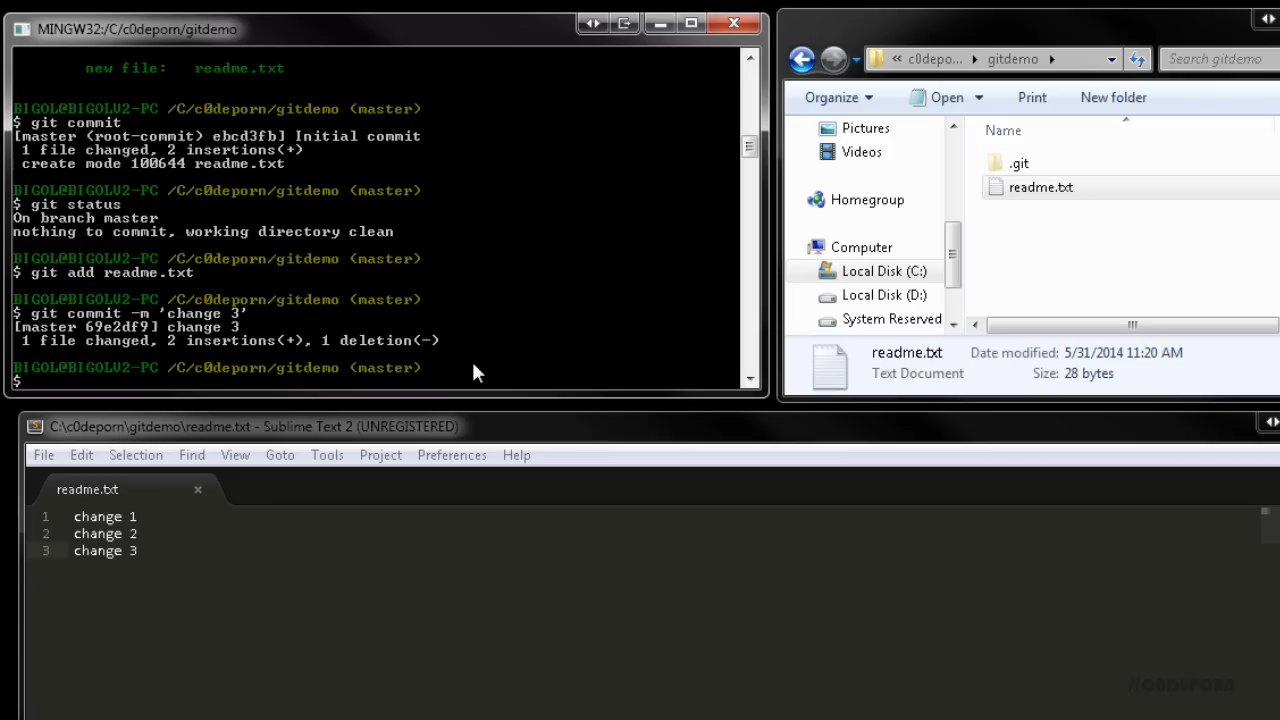 MINGW32:/C/c0deporn/gitdemo
new file:   readme.txt
BIGOL@BIGOLU2-PC /C/c0deporn/gitdemo (master)
$ git commit
[master (root-commit) ebcd3fb] Initial commit
1 file changed, 2 insertions(+)
create mode 100644 readme.txt
BIGOL@BIGOLU2-PC /C/c0deporn/gitdemo (master)
$ git status
On branch master
nothing to commit, working directory clean
BIGOL@BIGOLU2-PC /C/c0deporn/gitdemo (master)
$ git add readme.txt
BIGOL@BIGOLU2-PC /C/c0deporn/gitdemo (master)
$ git commit -m 'change 3'
[master 69e2df9] change 3
1 file changed, 2 insertions(+), 1 deletion(-)
BIGOL@BIGOLU2-PC /C/c0deporn/gitdemo (master)
$
« c0depo... ▸ gitdemo ▸
Search gitdemo
Organize Open Print New folder
Pictures
Videos
Homegroup
Computer
Local Disk (C:)
Local Disk (D:)
System Reserved
Name
.git
readme.txt
readme.txt Date modified: 5/31/2014 11:20 AM
Text Document Size: 28 bytes
C:\c0deporn\gitdemo\readme.txt - Sublime Text 2 (UNREGISTERED)
File Edit Selection Find View Goto Tools Project Preferences Help
readme.txt ×
1 change 1
2 change 2
3 change 3